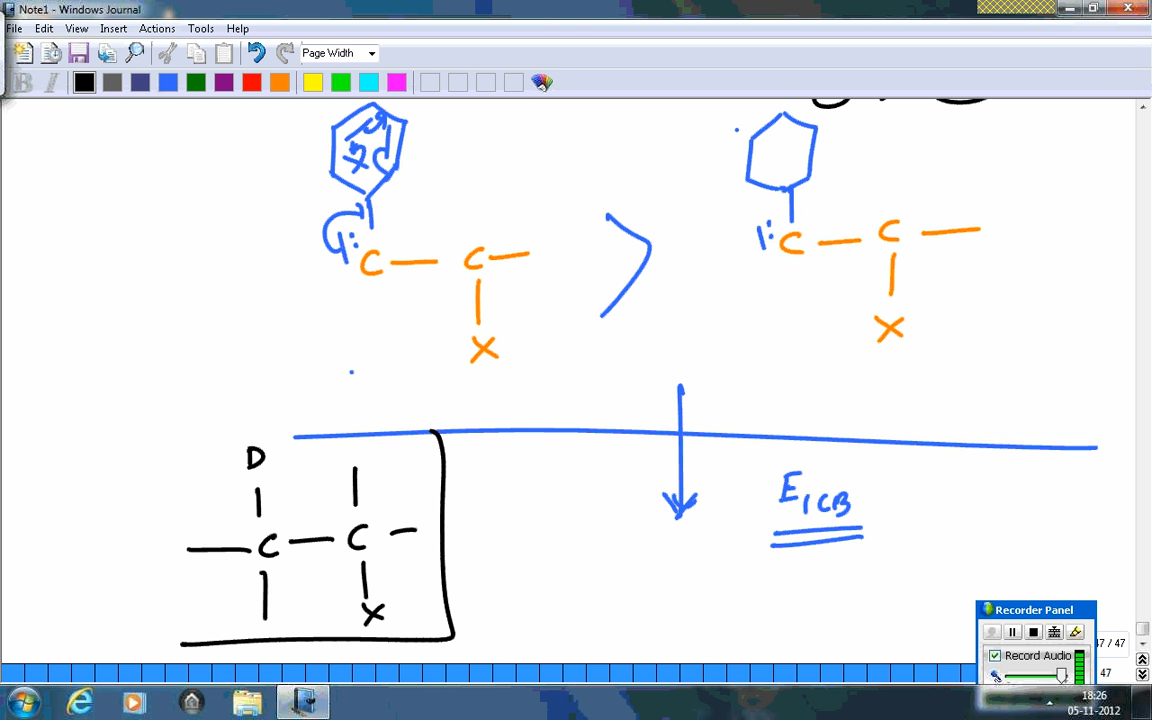 Note1 - Windows Journal
File Edit View Insert Actions Tools Help
Page Width
B I
C C
X
C C
X
D
C C
X
E1CB
Recorder Panel
Record Audio
47 / 47
47
18:26
05-11-2012